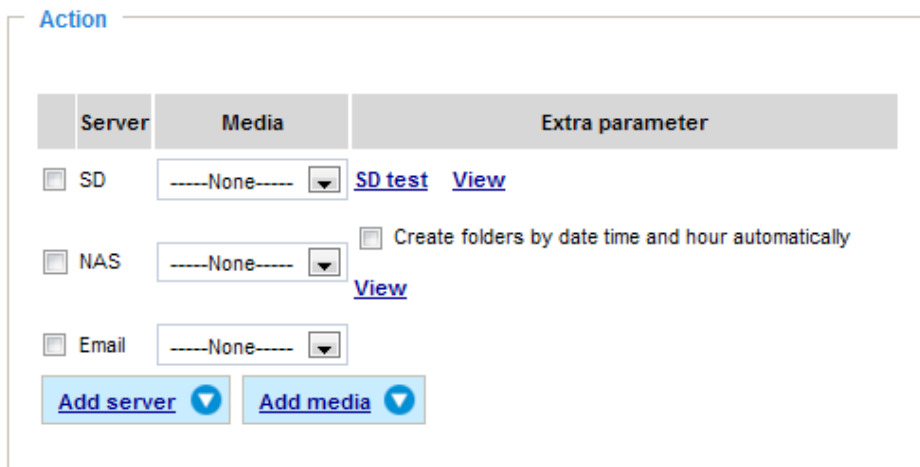 Action
Server Media Extra parameter
SD -----None----- SD test View
Create folders by date time and hour automatically
NAS -----None-----
View
Email -----None-----
Add server Add media